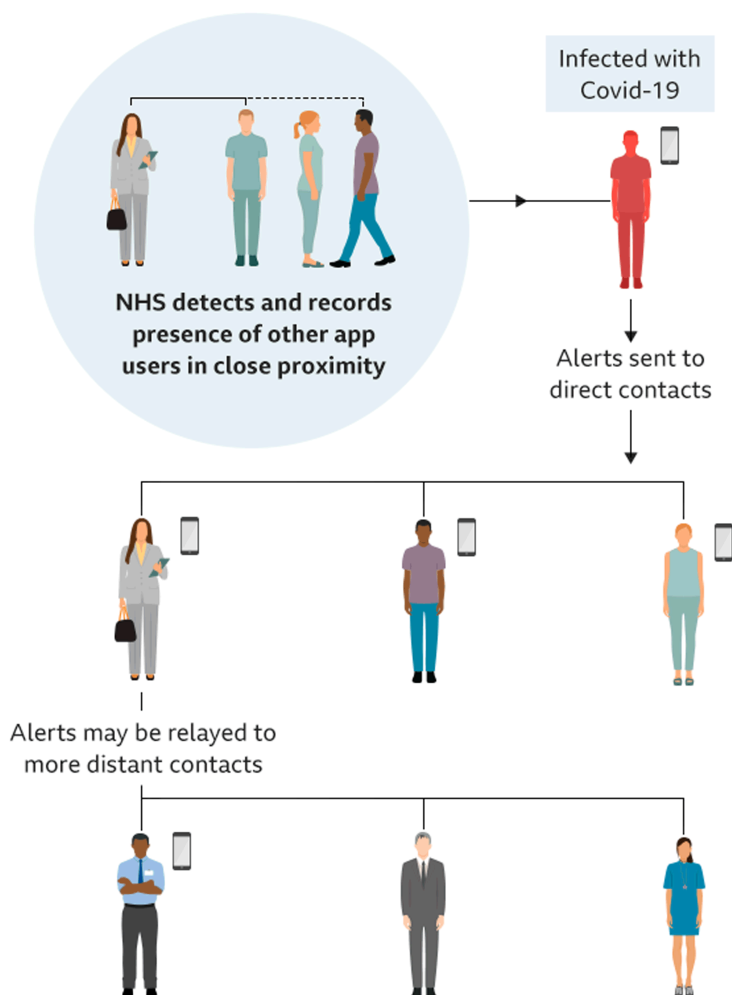 NHS detects and records
presence of other app
users in close proximity
Infected with
Covid-19
Alerts sent to
direct contacts
Alerts may be relayed to
more distant contacts